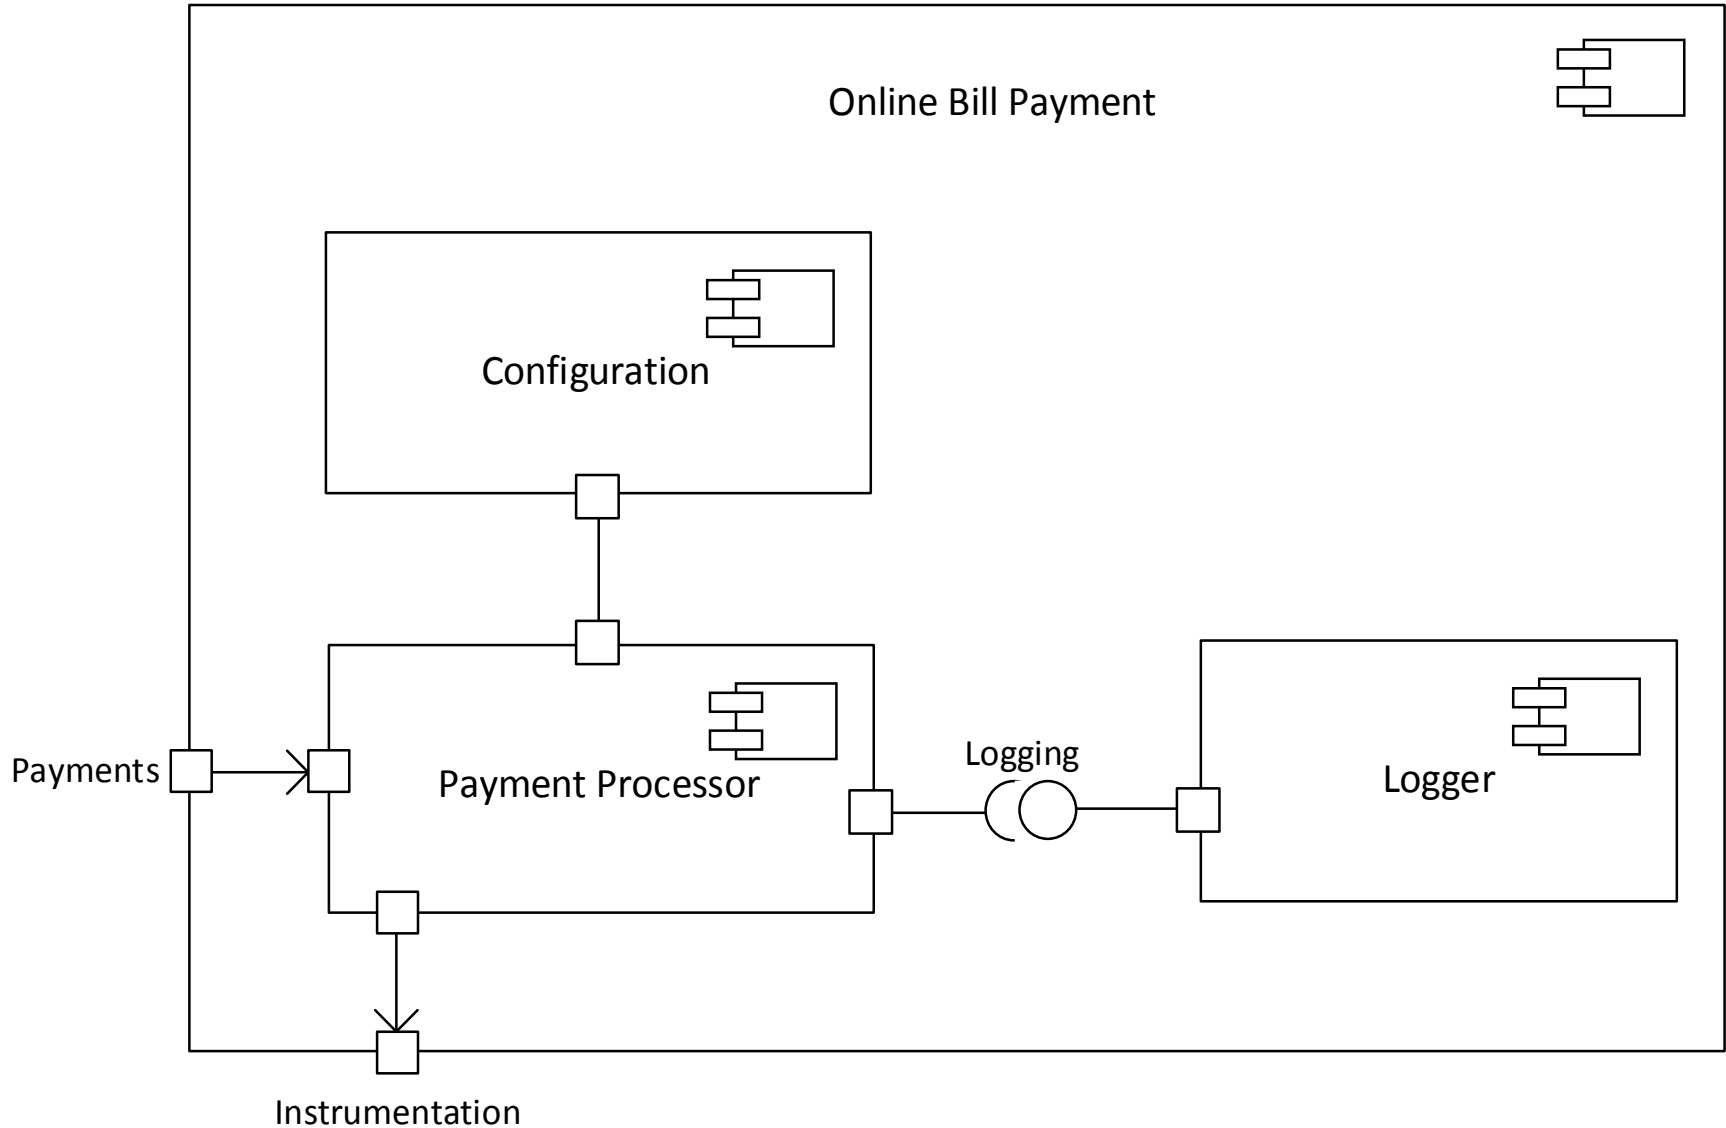 Online Bill Payment
Configuration
Payments
Payment Processor
Logging
Logger
Instrumentation